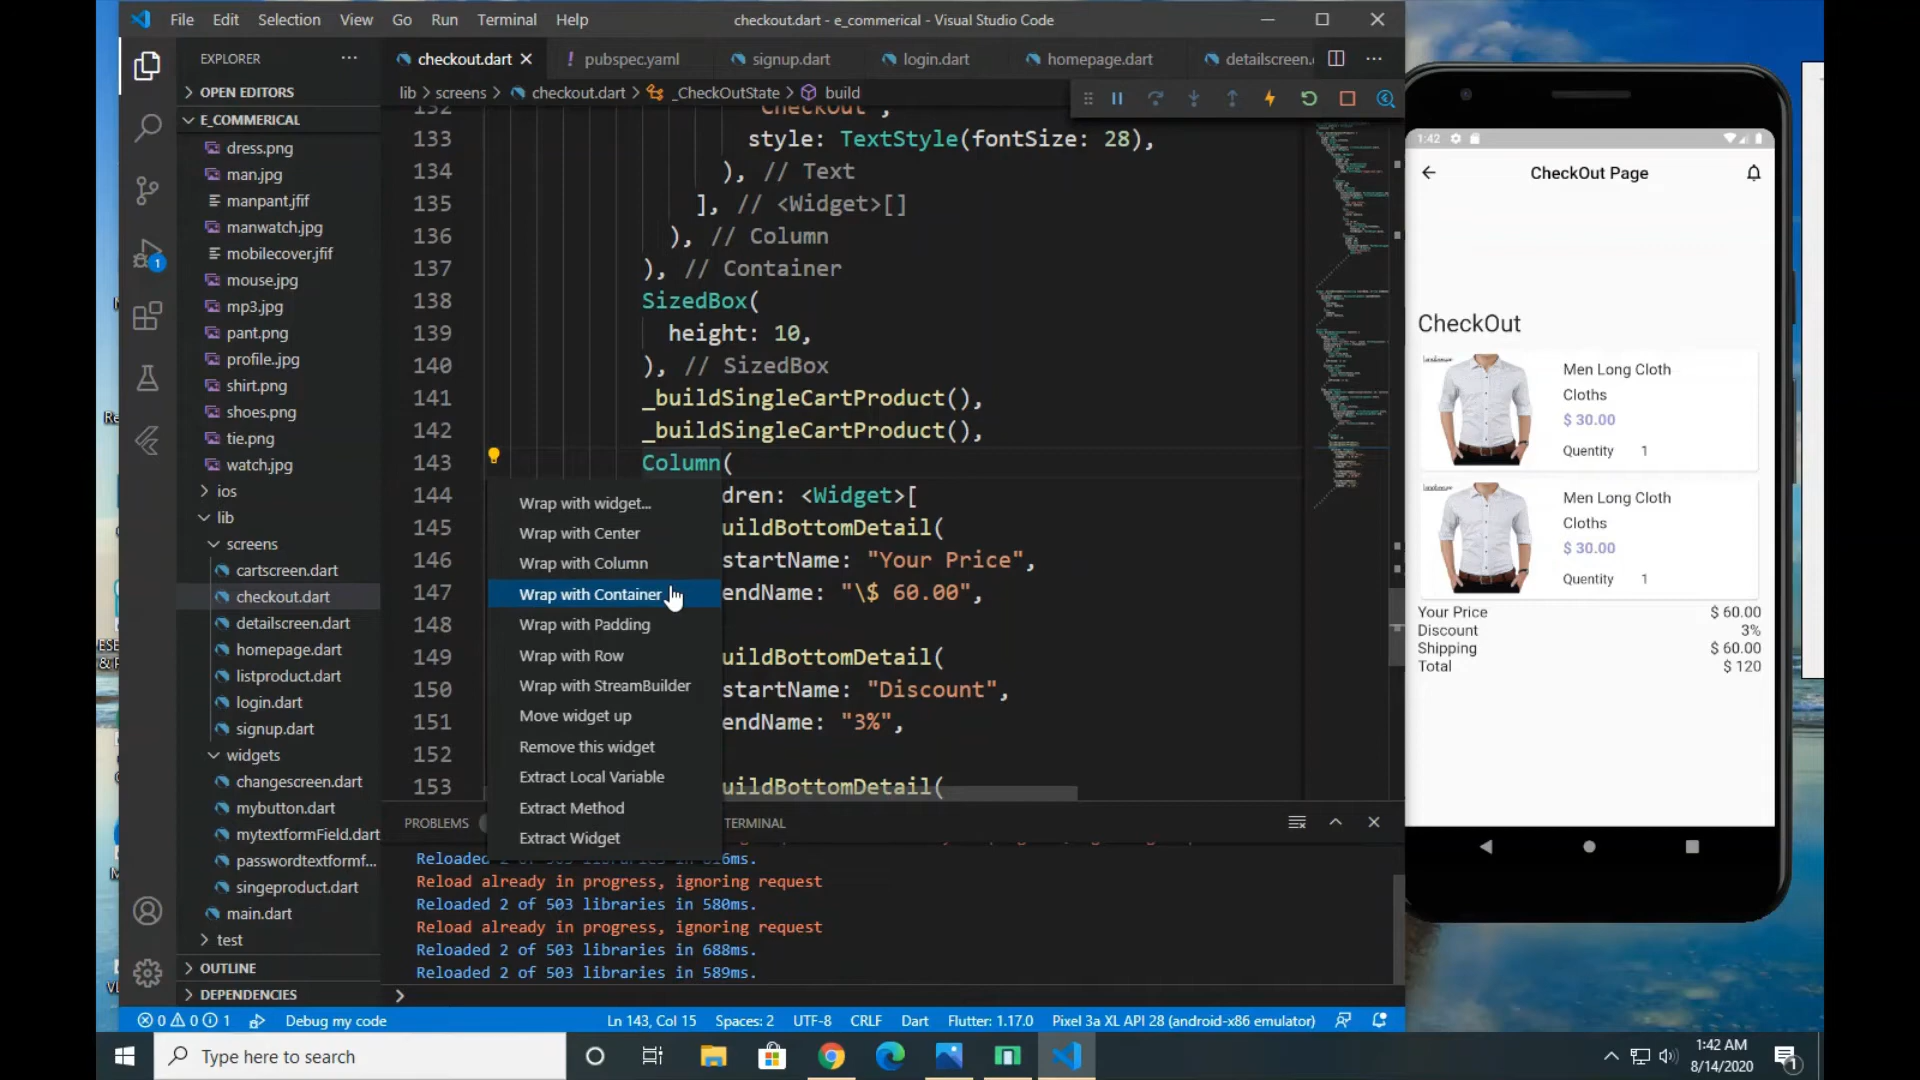 File Edit Selection View Go Run Terminal Help
checkout.dart - e_commerical - Visual Studio Code
EXPLORER
checkout.dart
pubspec.yaml
signup.dart
login.dart
homepage.dart
detailscreen.
OPEN EDITORS
lib > screens > checkout.dart > _CheckOutState > build
E_COMMERICAL
dress.png
man.jpg
manpant.jfif
manwatch.jpg
mobilecover.jfif
mouse.jpg
mp3.jpg
pant.png
profile..jpg
shirt.png
shoes.png
tie.png
watch.jpg
ios
lib
screens
cartscreen.dart
checkout.dart
detailscreen.dart
homepage.dart
listproduct.dart
login.dart
signup.dart
widgets
changescreen.dart
mybutton.dart
mytextformField.dart
passwordtextformf...
singeproduct.dart
main.dart
test
OUTLINE
DEPENDENCIES
132 "CheckOut",
133 style: TextStyle(fontSize: 28),
134 ), // Text
135 ], // <Widget>[]
136 ), // Column
137 ), // Container
138 SizedBox(
139 height: 10,
140 ), // SizedBox
141 _buildSingleCartProduct(),
142 _buildSingleCartProduct(),
143 Column(
144 dren: <Widget>[
145 uildBottomDetail(
146 startName: "Your Price",
147 endName: "\$ 60.00",
148
149 uildBottomDetail(
150 startName: "Discount",
151 endName: "3%",
152
153 uildBottomDetail(
Wrap with widget...
Wrap with Center
Wrap with Column
Wrap with Container
Wrap with Padding
Wrap with Row
Wrap with StreamBuilder
Move widget up
Remove this widget
Extract Local Variable
Extract Method
Extract Widget
PROBLEMS
TERMINAL
Reload already in progress, ignoring request
Reloaded 2 of 503 libraries in 580ms.
Reload already in progress, ignoring request
Reloaded 2 of 503 libraries in 688ms.
Reloaded 2 of 503 libraries in 589ms.
0 0 1
Debug my code
Ln 143, Col 15
Spaces: 2
UTF-8
CRLF
Dart
Flutter: 1.17.0
Pixel 3a XL API 28 (android-x86 emulator)
1:42
CheckOut Page
CheckOut
Men Long Cloth
Cloths
$ 30.00
Quantity 1
Men Long Cloth
Cloths
$ 30.00
Quantity 1
Your Price $ 60.00
Discount 3%
Shipping $ 60.00
Total $ 120
Type here to search
1:42 AM
8/14/2020
1